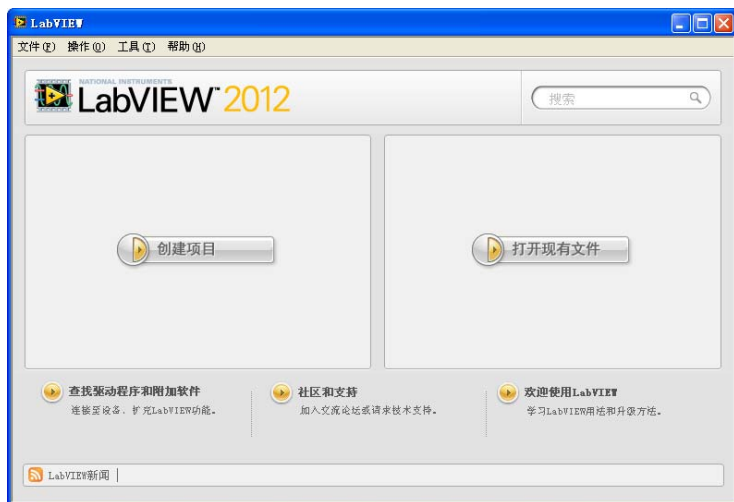 LabVIEW
文件(F) 操作(O) 工具(T) 帮助(H)
NATIONAL INSTRUMENTS
LabVIEW™ 2012
搜索
创建项目
打开现有文件
查找驱动程序和附加软件
连接至设备、扩充LabVIEW功能。
社区和支持
加入交流论坛或请求技术支持。
欢迎使用LabVIEW
学习LabVIEW用法和升级方法。
LabVIEW新闻